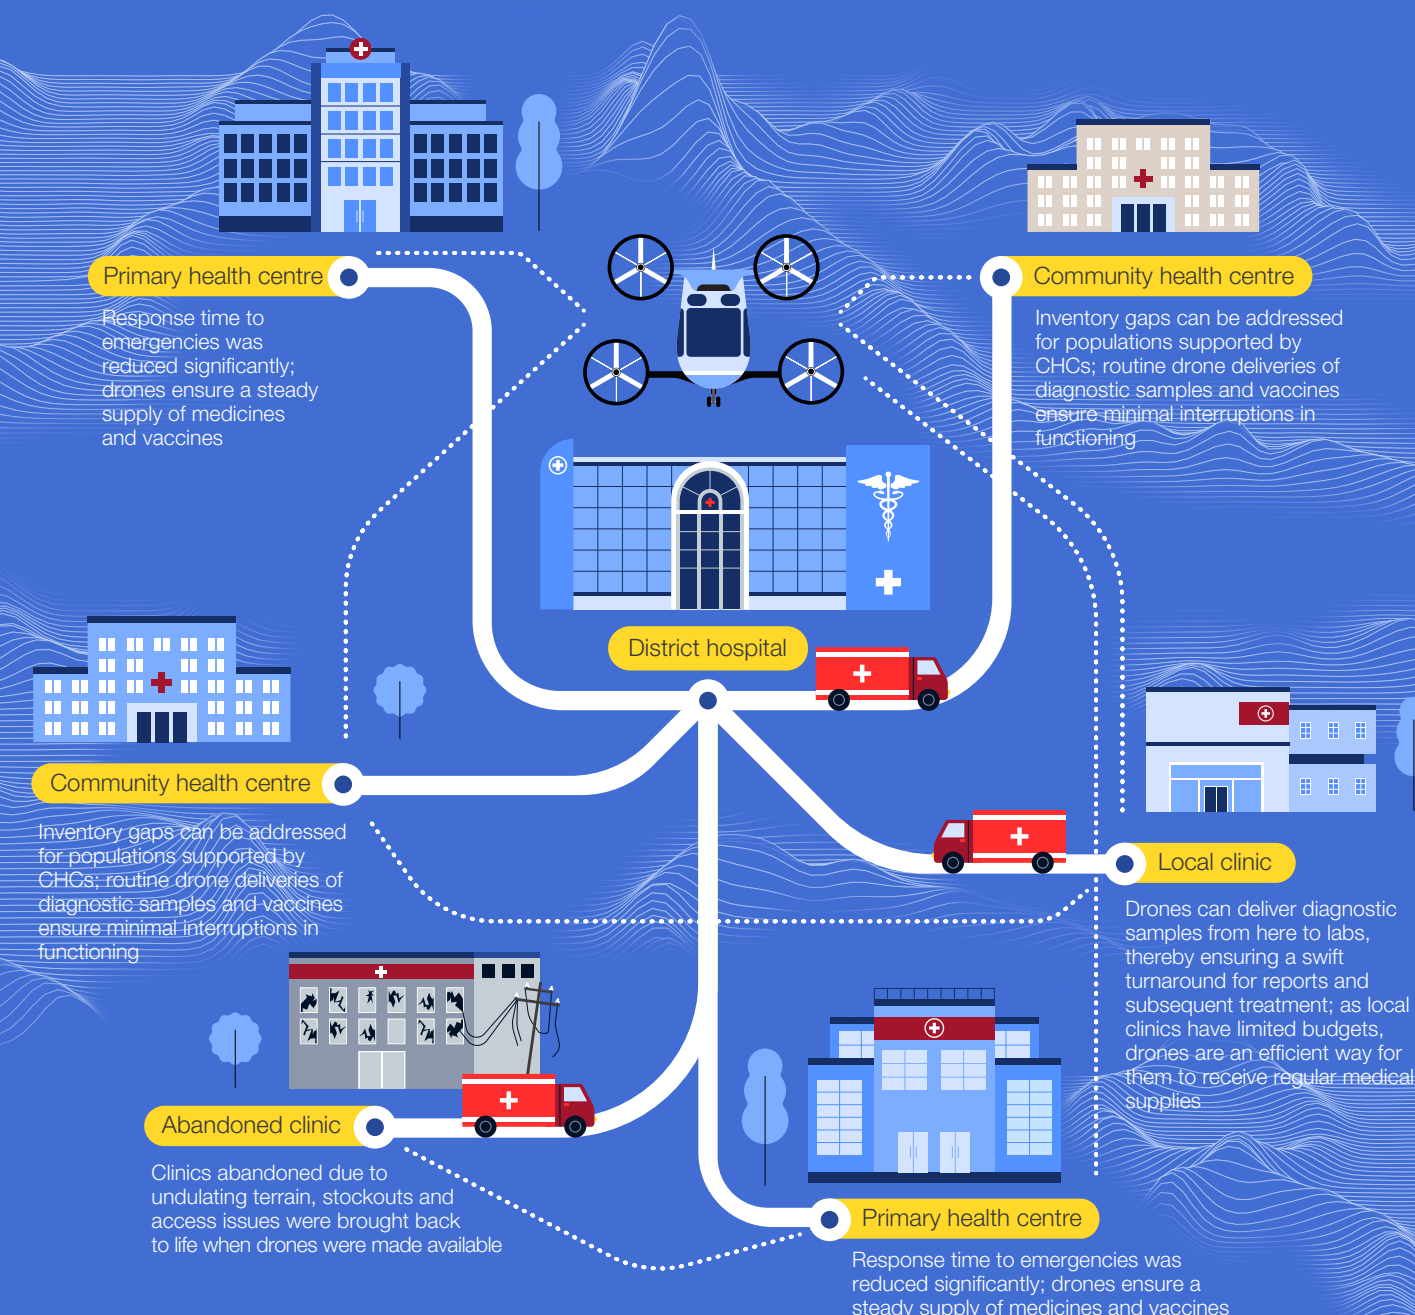 Primary health centre
Response time to
emergencies was
reduced significantly;
drones ensure a steady
supply of medicines
and vaccines
Community health centre
Inventory gaps can be addressed
for populations supported by
CHCs; routine drone deliveries of
diagnostic samples and vaccines
ensure minimal interruptions in
functioning
District hospital
Community health centre
Inventory gaps can be addressed
for populations supported by
CHCs; routine drone deliveries of
diagnostic samples and vaccines
ensure minimal interruptions in
functioning
Local clinic
Drones can deliver diagnostic
samples from here to labs,
thereby ensuring a swift
turnaround for reports and
subsequent treatment; as local
clinics have limited budgets,
drones are an efficient way for
them to receive regular medical
supplies
Abandoned clinic
Clinics abandoned due to
undulating terrain, stockouts and
access issues were brought back
to life when drones were made available
Primary health centre
Response time to emergencies was
reduced significantly; drones ensure a
steady supply of medicines and vaccines